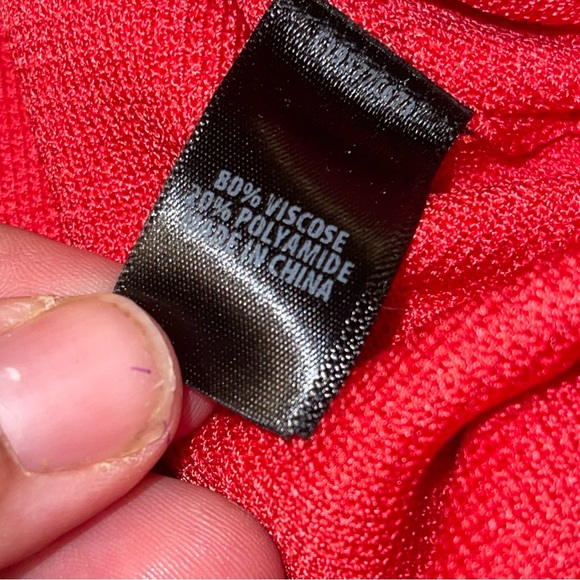 80% VISCOSE
20% POLYAMIDE
MADE IN CHINA